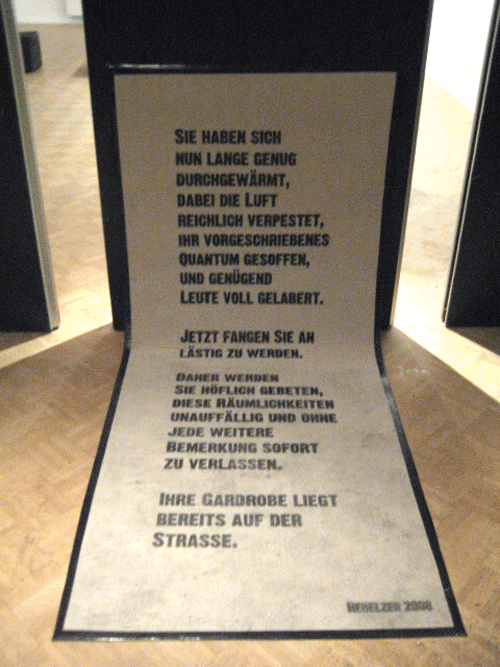 Sie haben sich
nun lange genug
durchgewärmt,
dabei die Luft
reichlich verpestet,
ihr vorgeschriebenes
Quantum gesoffen,
und genügend
Leute voll gelabert.
Jetzt fangen Sie an
lästig zu werden.
Daher werden
Sie höflich gebeten,
diese Räumlichkeiten
unauffällig und ohne
jede weitere
Bemerkung sofort
zu verlassen.
Ihre Gardrobe liegt
bereits auf der
Strasse.
Rebelzer 2008